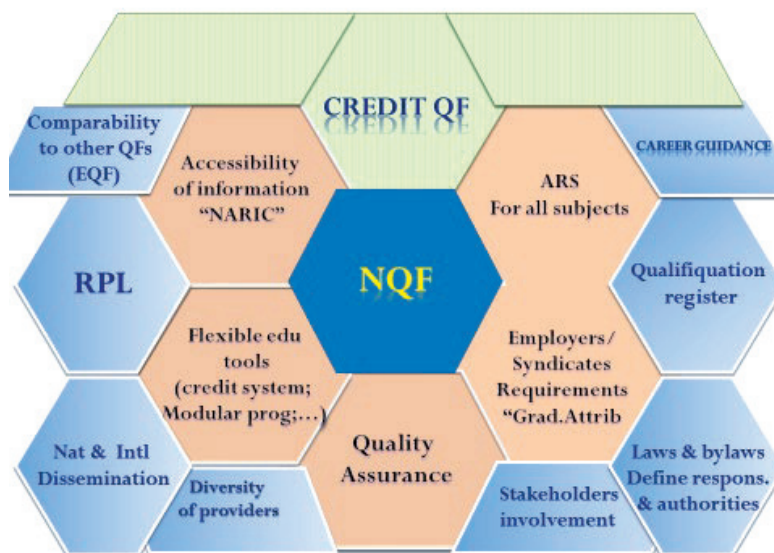 CREDIT QF
Comparability
to other QFs
(EQF)
Accessibility
of information
“NARIC”
ARS
For all subjects
CAREER GUIDANCE
RPL
NQF
Qualifiquation
register
Flexible edu
tools
(credit system;
Modular prog;…)
Employers/
Syndicates
Requirements
“Grad.Attrib
Quality
Assurance
Nat & Intl
Dissemination
Diversity
of providers
Stakeholders
involvement
Laws & bylaws
Define respons.
& authorities